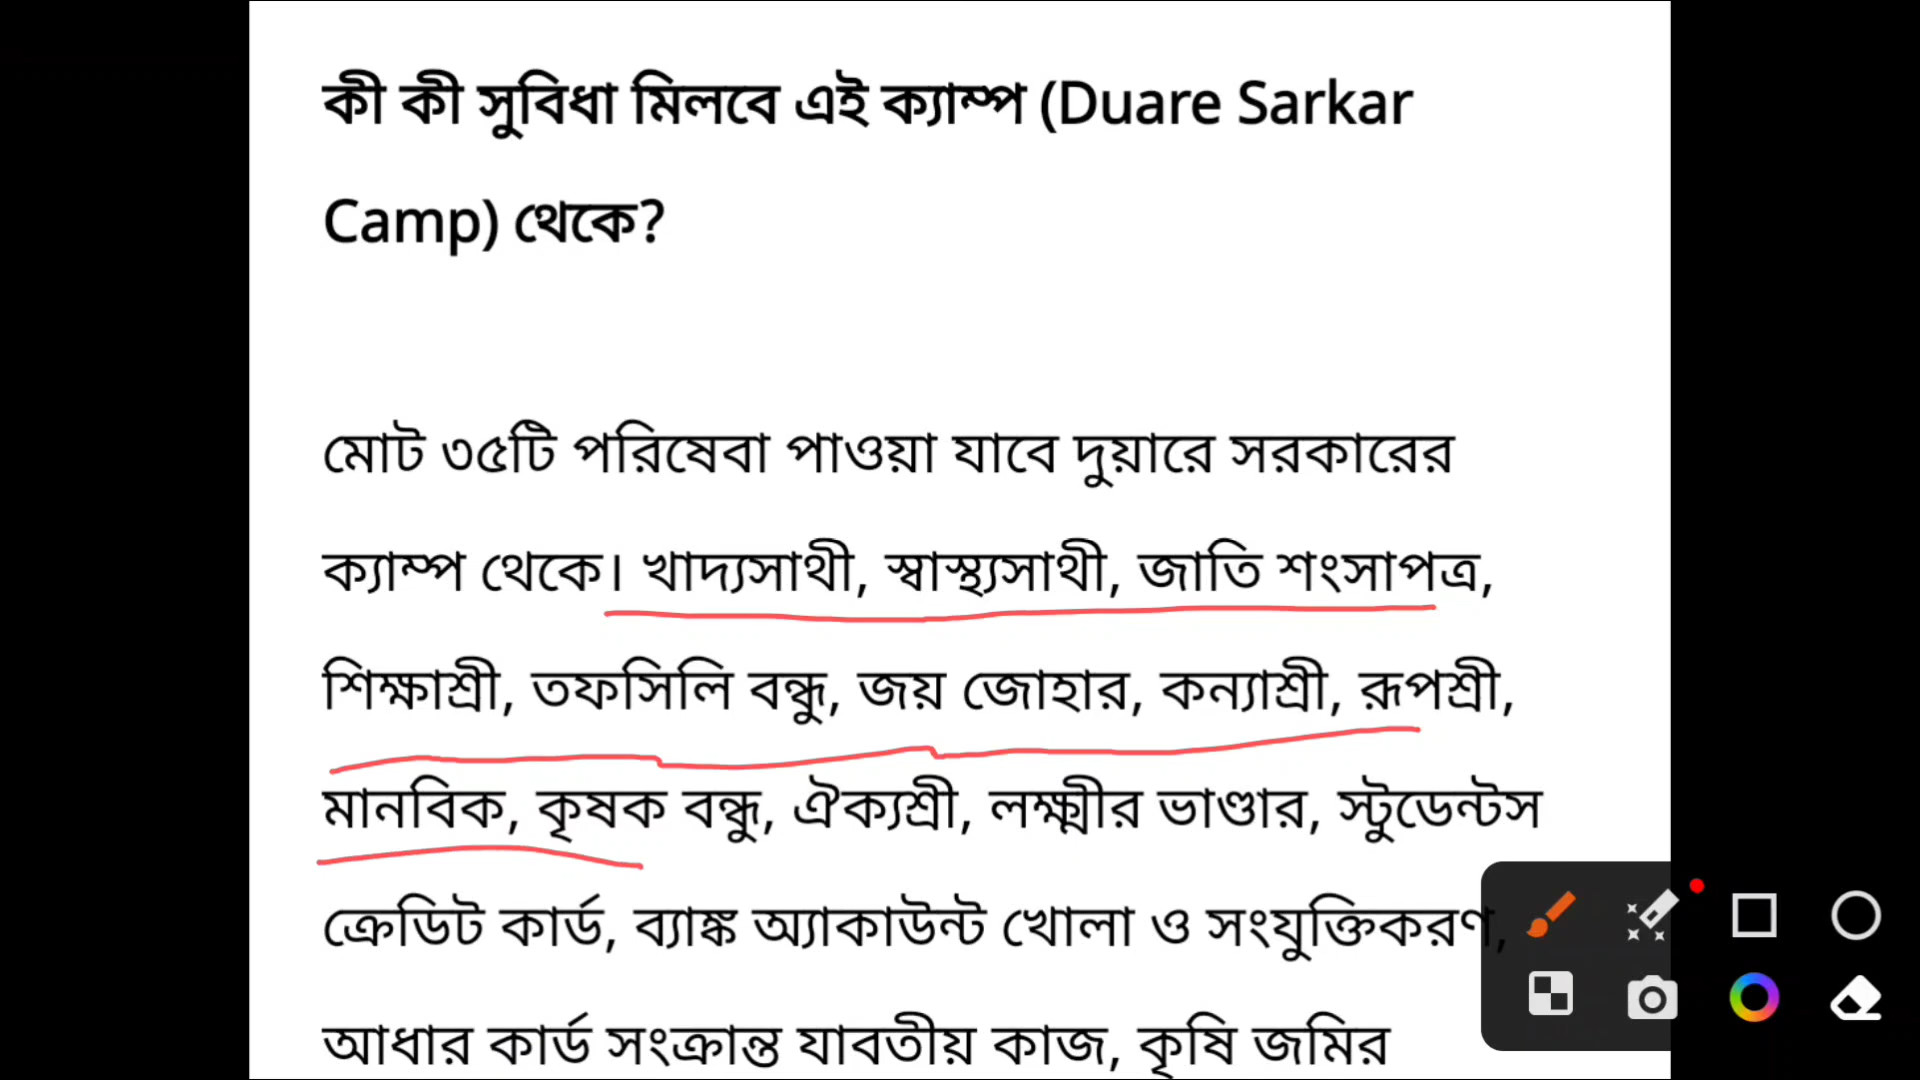 কী কী সুবিধা মিলবে এই ক্যাম্প (Duare Sarkar
Camp) থেকে?
মোট ৩৫টি পরিষেবা পাওয়া যাবে দুয়ারে সরকারের
ক্যাম্প থেকে। খাদ্যসাথী, স্বাস্থ্যসাথী, জাতি শংসাপত্র,
শিক্ষাশ্রী, তফসিলি বন্ধু, জয় জোহার, কন্যাশ্রী, রূপশ্রী,
মানবিক, কৃষক বন্ধু, ঐক্যশ্রী, লক্ষ্মীর ভাণ্ডার, স্টুডেন্টস
ক্রেডিট কার্ড, ব্যাঙ্ক অ্যাকাউন্ট খোলা ও সংযুক্তিকরণ,
আধার কার্ড সংক্রান্ত যাবতীয় কাজ, কৃষি জমির